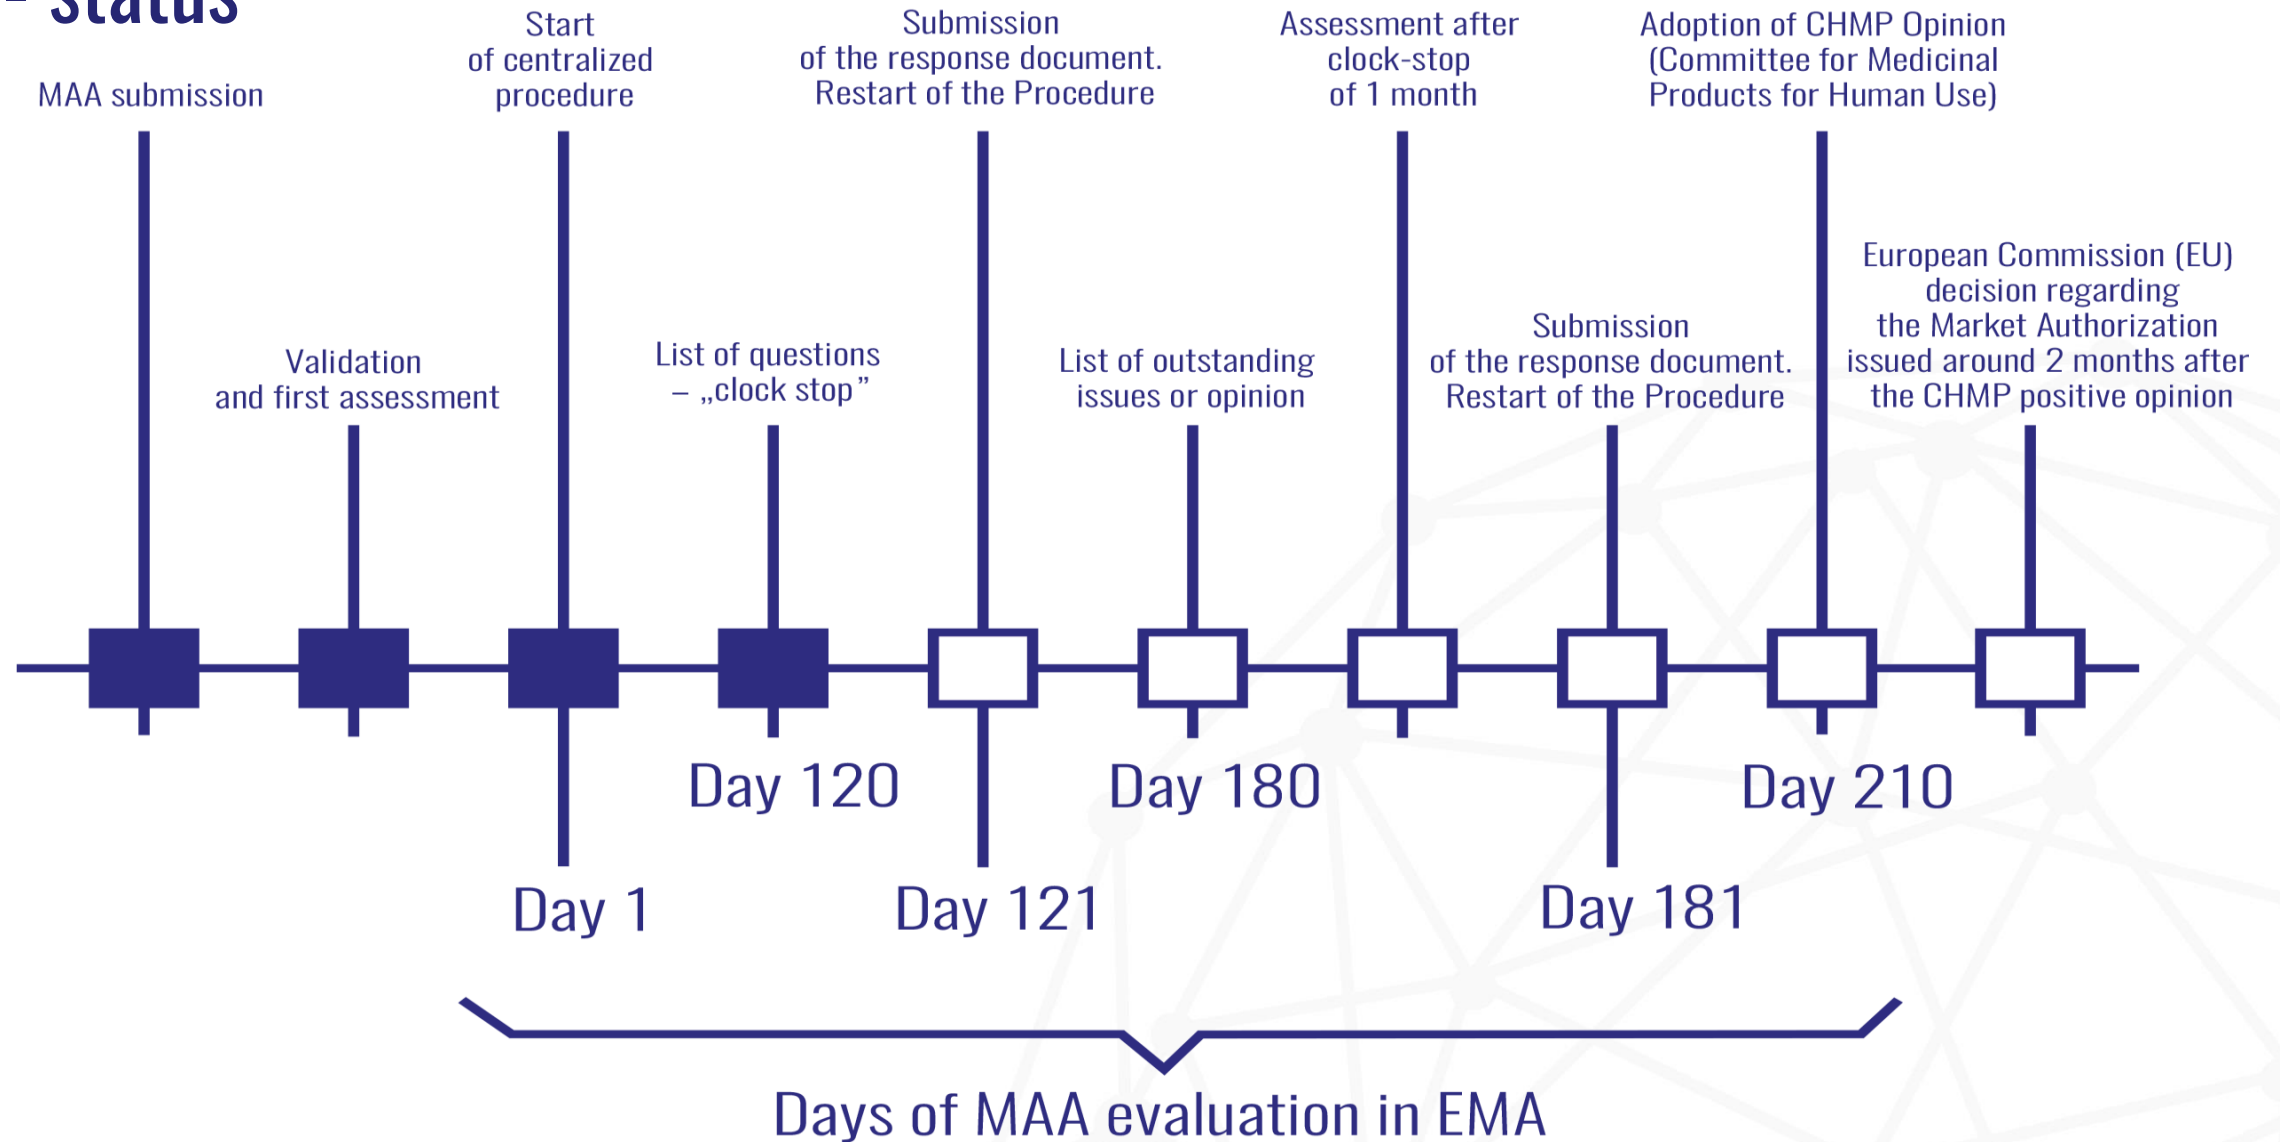 - status
MAA submission
Validation
and first assessment
Start
of centralized
procedure
List of questions
– „clock stop”
Submission
of the response document.
Restart of the Procedure
List of outstanding
issues or opinion
Assessment after
clock-stop
of 1 month
Submission
of the response document.
Restart of the Procedure
Adoption of CHMP Opinion
(Committee for Medicinal
Products for Human Use)
European Commission (EU)
decision regarding
the Market Authorization
issued around 2 months after
the CHMP positive opinion
Day 1
Day 120
Day 121
Day 180
Day 181
Day 210
Days of MAA evaluation in EMA